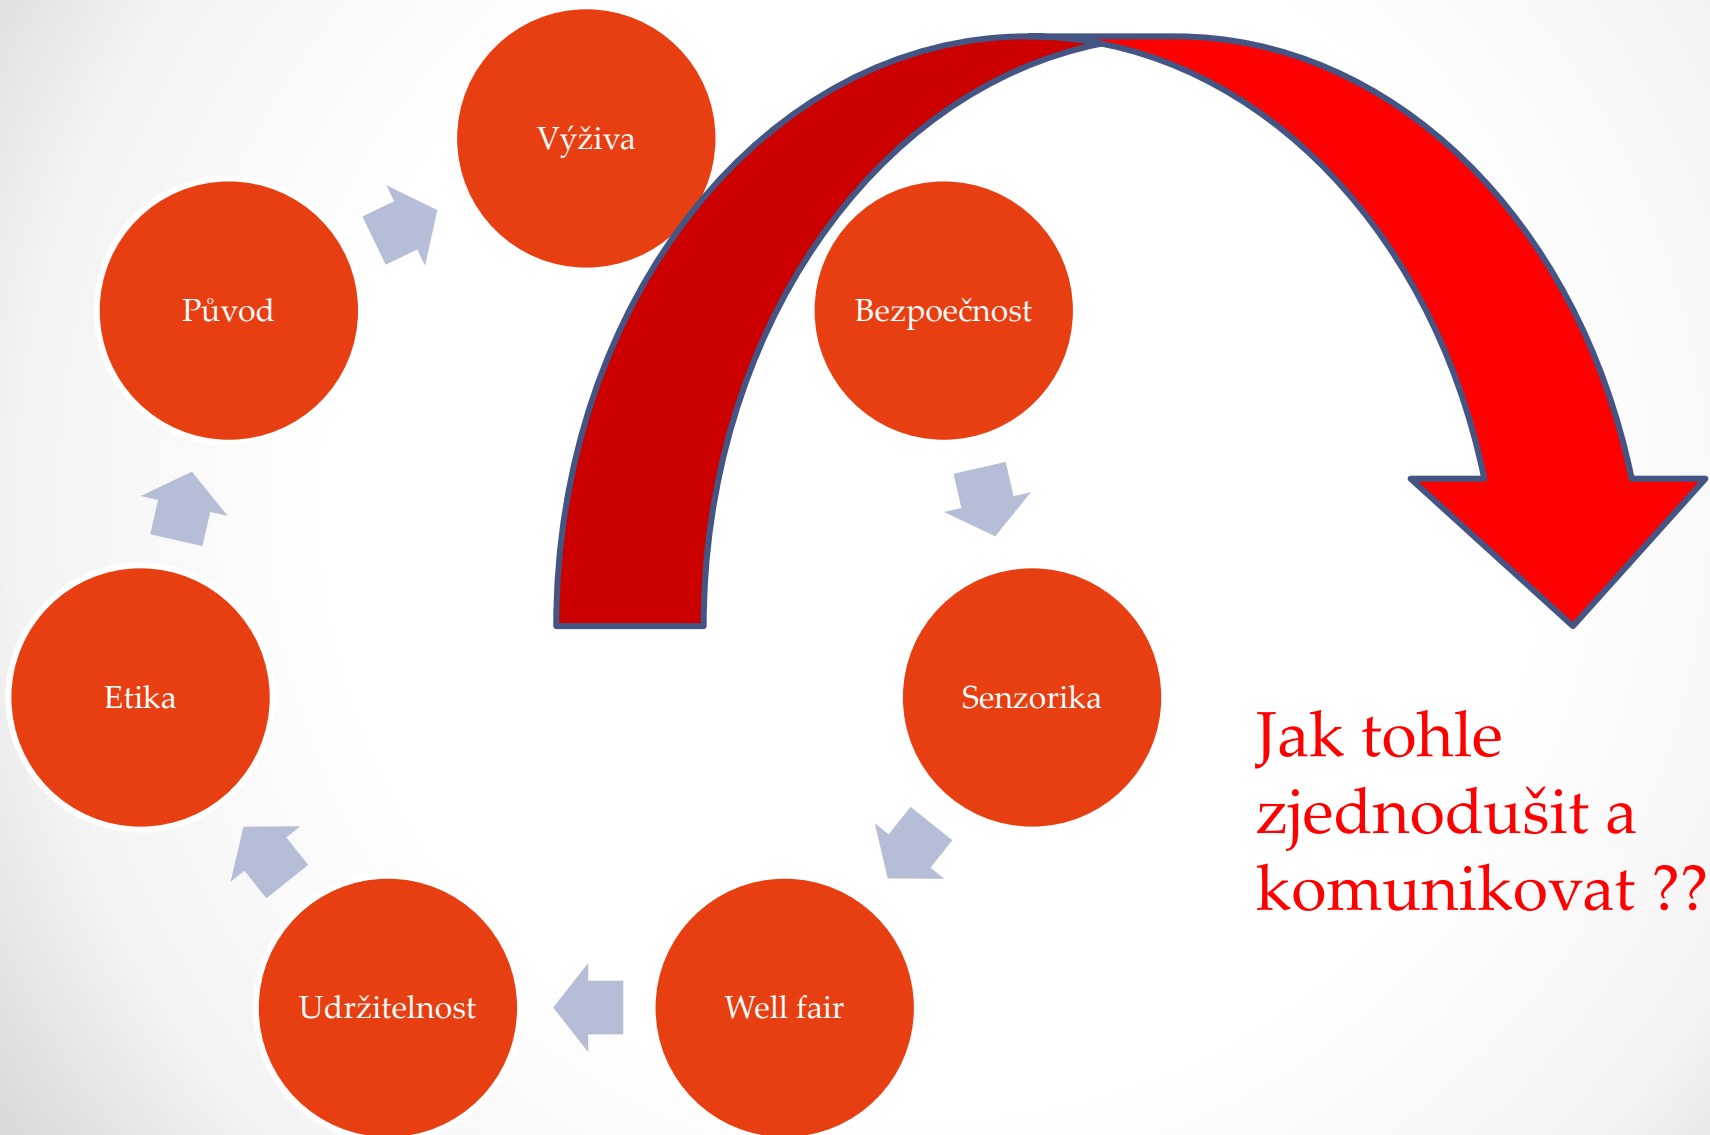 Výživa
Bezpoečnost
Senzorika
Well fair
Udržitelnost
Etika
Původ
Jak tohle
zjednodušit a
komunikovat ??